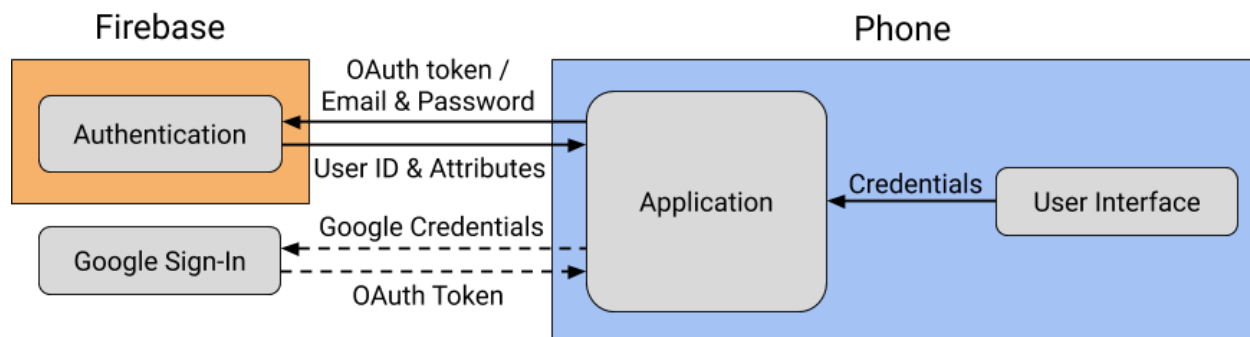 Firebase
Phone
OAuth token /
Email & Password
Authentication
User ID & Attributes
Credentials
Application
User Interface
Google Credentials
Google Sign-In
OAuth Token